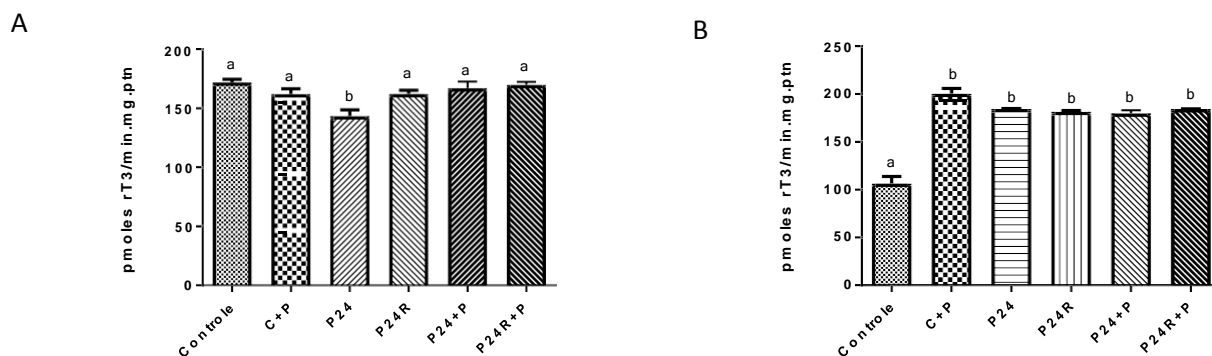 A
pmoles rT3/min.mg.ptn
200
150
100
50
0
a
a
b
a
a
a
Controle
C+P
P24
P24R
P24+P
P24R+P
B
pmoles rT3/min.mg.ptn
250
200
150
100
50
0
a
b
b
b
b
b
Controle
C+P
P24
P24R
P24+P
P24R+P